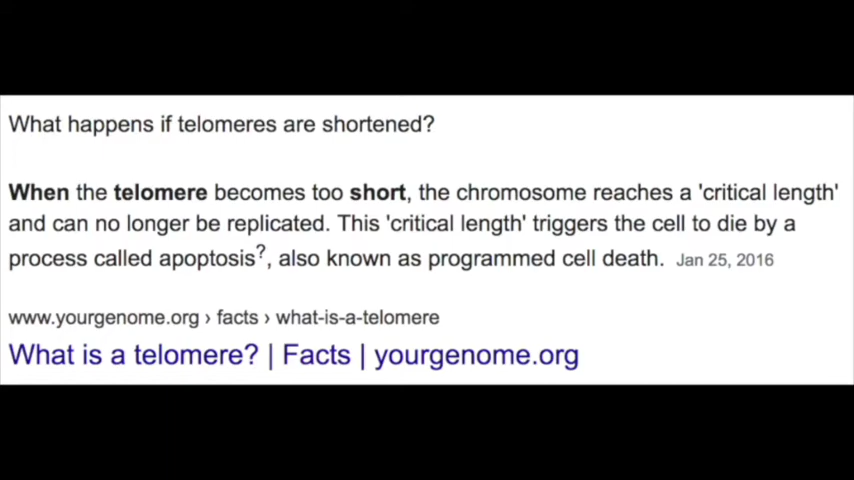 What happens if telomeres are shortened?
When the telomere becomes too short, the chromosome reaches a 'critical length'
and can no longer be replicated. This 'critical length' triggers the cell to die by a
process called apoptosis?, also known as programmed cell death. Jan 25, 2016
www.yourgenome.org › facts › what-is-a-telomere
What is a telomere? | Facts | yourgenome.org